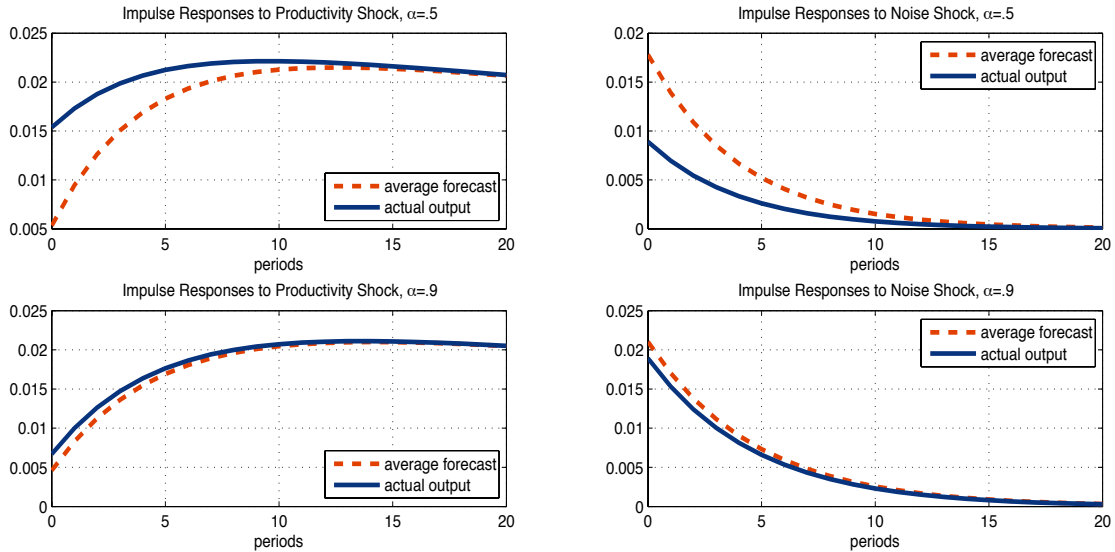 Impulse Responses to Productivity Shock, α=.5
0.025
0.02
0.015
0.01
0.005
0 5 10 15 20
periods
average forecast
actual output
Impulse Responses to Noise Shock, α=.5
0.02
0.015
0.01
0.005
0
0 5 10 15 20
periods
average forecast
actual output
Impulse Responses to Productivity Shock, α=.9
0.025
0.02
0.015
0.01
0.005
0
0 5 10 15 20
periods
average forecast
actual output
Impulse Responses to Noise Shock, α=.9
0.025
0.02
0.015
0.01
0.005
0
0 5 10 15 20
periods
average forecast
actual output